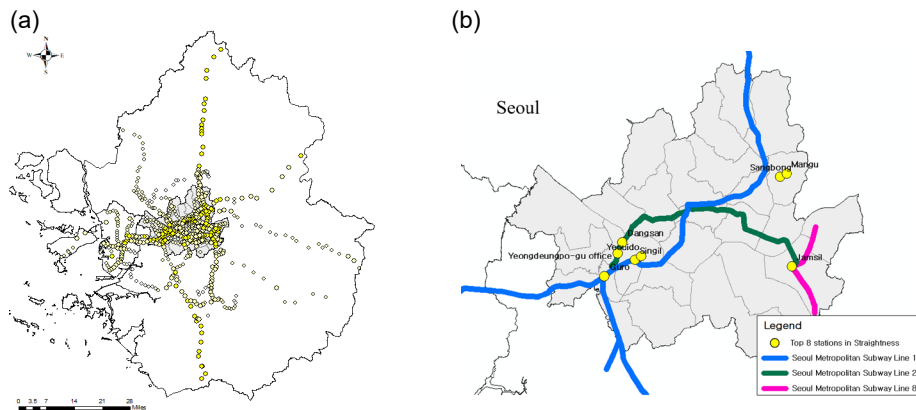 (a)
N
W
E
S
0 3.5 7 14 21 28
Miles
(b)
Seoul
Sangbong
Mangu
Dangsan
Yeouido
Singil
Yeongdeungpo-gu office
Guro
Jamsil
Legend
Top 8 stations in Straightness
Seoul Metropolitan Subway Line 1
Seoul Metropolitan Subway Line 2
Seoul Metropolitan Subway Line 8